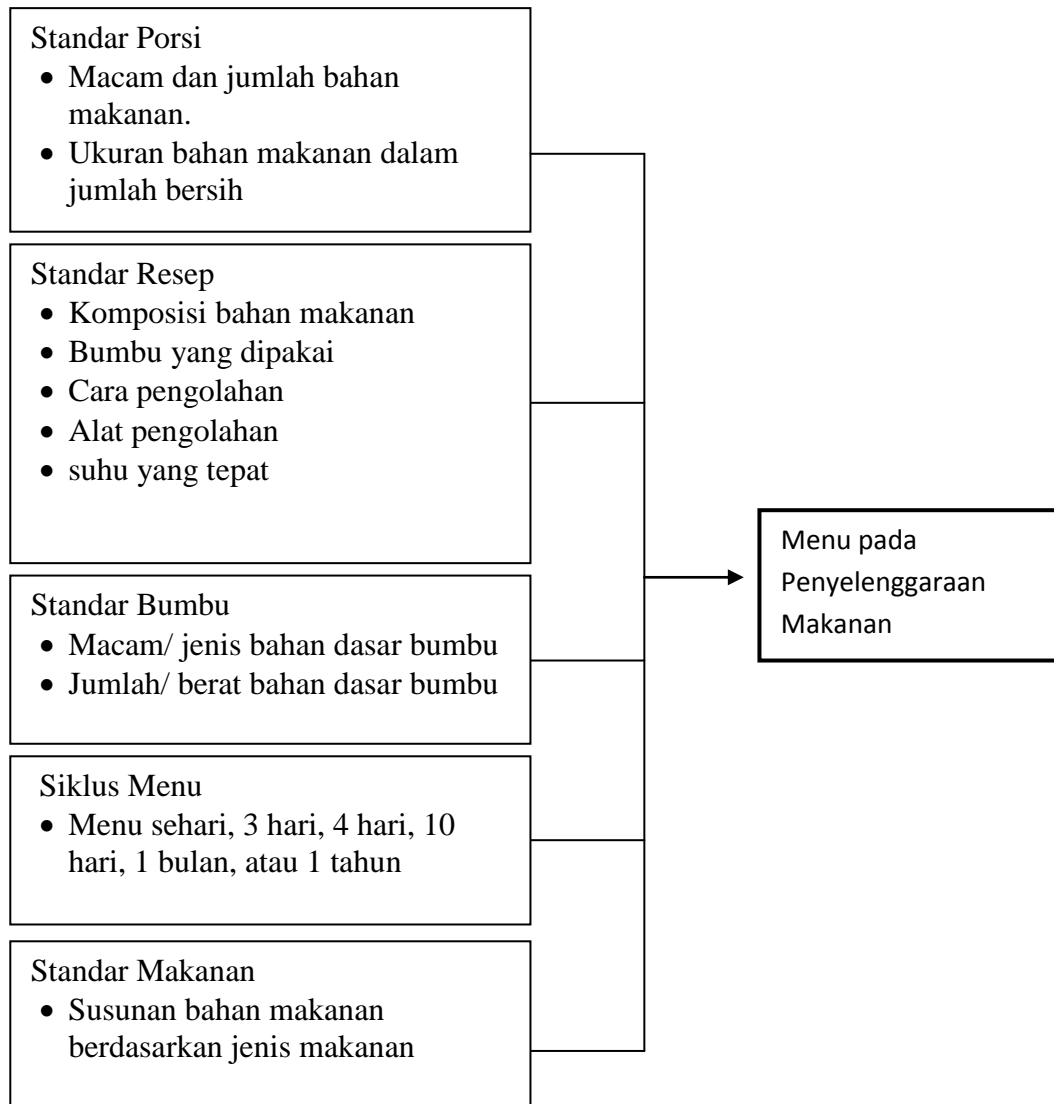 Standar Porsi
• Macam dan jumlah bahan
makanan.
• Ukuran bahan makanan dalam
jumlah bersih
Standar Resep
• Komposisi bahan makanan
• Bumbu yang dipakai
• Cara pengolahan
• Alat pengolahan
• suhu yang tepat
Standar Bumbu
• Macam/ jenis bahan dasar bumbu
• Jumlah/ berat bahan dasar bumbu
Siklus Menu
• Menu sehari, 3 hari, 4 hari, 10
hari, 1 bulan, atau 1 tahun
Standar Makanan
• Susunan bahan makanan
berdasarkan jenis makanan
Menu pada
Penyelenggaraan
Makanan